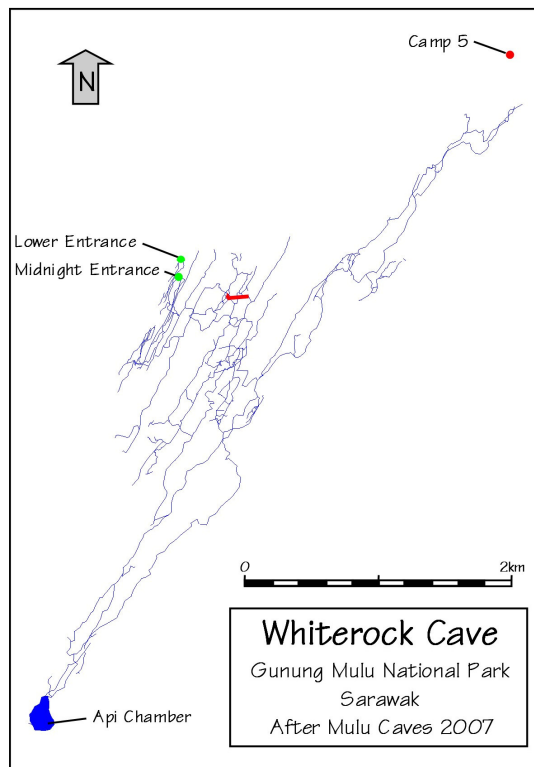 Camp 5
N
Lower Entrance
Midnight Entrance
0
2km
Whiterock Cave
Gunung Mulu National Park
Sarawak
After Mulu Caves 2007
Api Chamber